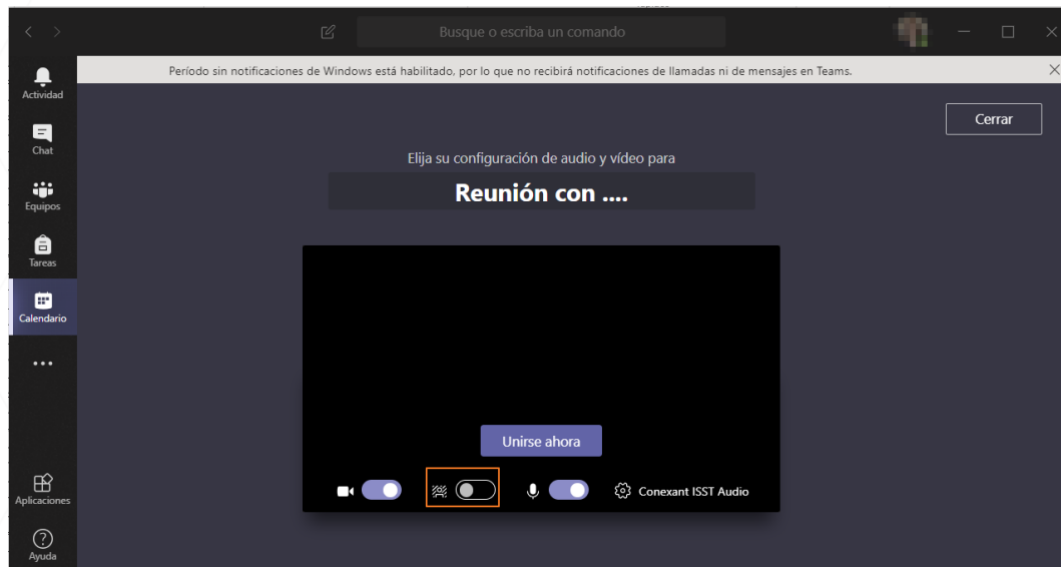 Busque o escriba un comando
Período sin notificaciones de Windows está habilitado, por lo que no recibirá notificaciones de llamadas ni de mensajes en Teams.
Actividad
Chat
Equipos
Tareas
Calendario
Aplicaciones
Ayuda
Cerrar
Elija su configuración de audio y vídeo para
Reunión con ....
Unirse ahora
Conexant ISST Audio